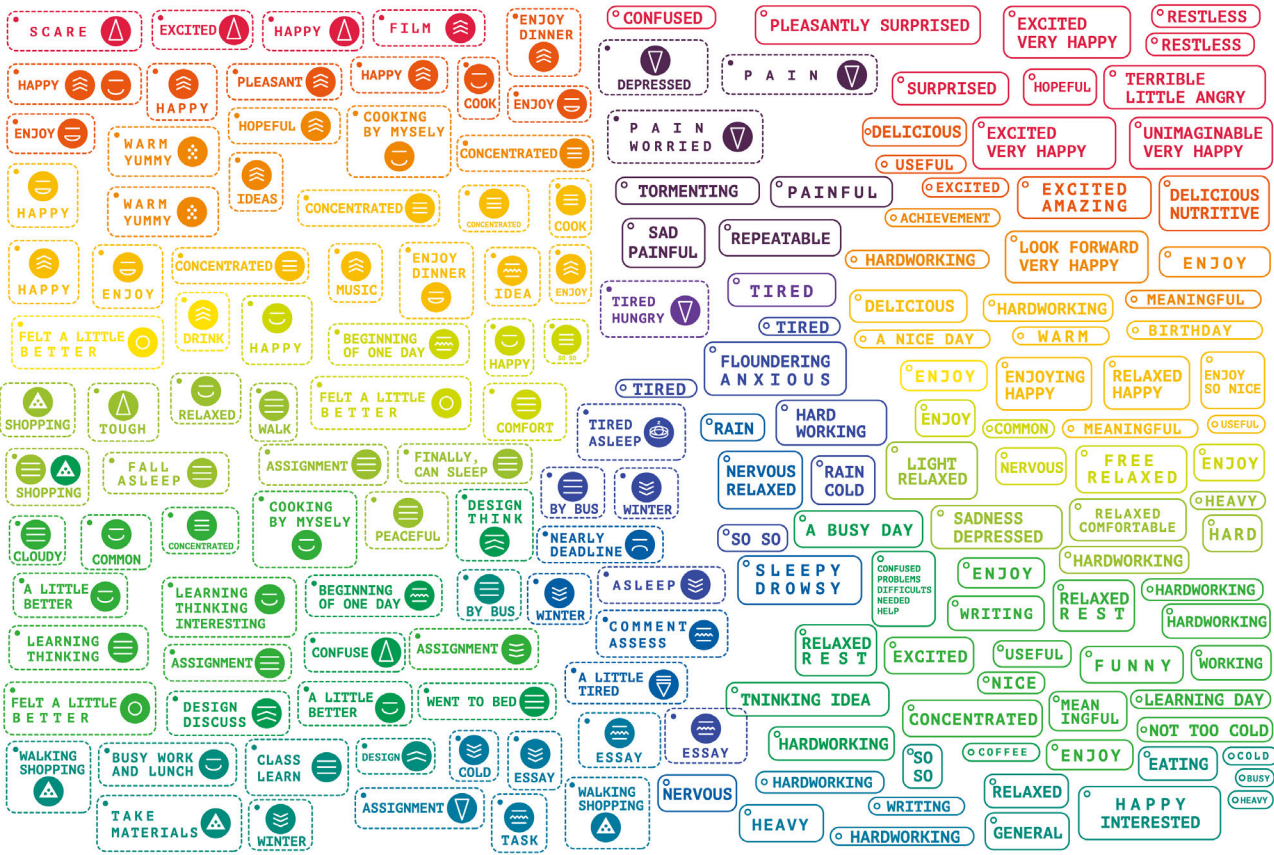 SCARE
EXCITED
HAPPY
FILM
ENJOY
DINNER
CONFUSED
PLEASANTLY SURPRISED
EXCITED
VERY HAPPY
RESTLESS
RESTLESS
HAPPY
HAPPY
PLEASANT
HAPPY
COOK
ENJOY
DEPRESSED
PAIN
SURPRISED
HOPEFUL
TERRIBLE
LITTLE ANGRY
ENJOY
WARM
YUMMY
HOPEFUL
COOKING
BY MYSELY
CONCENTRATED
PAIN
WORRIED
DELICIOUS
EXCITED
VERY HAPPY
UNIMAGINABLE
VERY HAPPY
USEFUL
HAPPY
WARM
YUMMY
IDEAS
CONCENTRATED
CONCENTRATED
COOK
TORMENTING
PAINFUL
EXCITED
EXCITED
AMAZING
DELICIOUS
NUTRITIVE
ACHIEVEMENT
SAD
PAINFUL
REPEATABLE
HARDWORKING
LOOK FORWARD
VERY HAPPY
ENJOY
HAPPY
ENJOY
CONCENTRATED
MUSIC
ENJOY
DINNER
IDEA
ENJOY
TIRED
HUNGRY
TIRED
DELICIOUS
HARDWORKING
MEANINGFUL
FELT A LITTLE
BETTER
DRINK
HAPPY
BEGINNING
OF ONE DAY
HAPPY
SO SO
TIRED
A NICE DAY
WARM
BIRTHDAY
FLOUNDERING
ANXIOUS
ENJOY
ENJOYING
HAPPY
RELAXED
HAPPY
ENJOY
SO NICE
SHOPPING
TOUGH
RELAXED
WALK
FELT A LITTLE
BETTER
COMFORT
TIRED
TIRED
ASLEEP
RAIN
HARD
WORKING
ENJOY
COMMON
MEANINGFUL
USEFUL
SHOPPING
FALL
ASLEEP
ASSIGNMENT
FINALLY,
CAN SLEEP
BY BUS
WINTER
NERVOUS
RELAXED
RAIN
COLD
LIGHT
RELAXED
NERVOUS
FREE
RELAXED
ENJOY
CLOUDY
COMMON
CONCENTRATED
COOKING
BY MYSELY
PEACEFUL
DESIGN
THINK
NEARLY
DEADLINE
SO SO
A BUSY DAY
SADNESS
DEPRESSED
RELAXED
COMFORTABLE
HEAVY
HARD
HARDWORKING
A LITTLE
BETTER
LEARNING
THINKING
INTERESTING
BEGINNING
OF ONE DAY
BY BUS
WINTER
ASLEEP
SLEEPY
DROWSY
CONFUSED
PROBLEMS
DIFFICULTS
NEEDED
HELP
ENJOY
WRITING
RELAXED
REST
HARDWORKING
HARDWORKING
LEARNING
THINKING
ASSIGNMENT
CONFUSE
ASSIGNMENT
COMMENT
ASSESS
RELAXED
REST
EXCITED
USEFUL
FUNNY
WORKING
FELT A LITTLE
BETTER
DESIGN
DISCUSS
A LITTLE
BETTER
WENT TO BED
A LITTLE
TIRED
TNINKING IDEA
NICE
CONCENTRATED
MEAN
INGFUL
LEARNING DAY
NOT TOO COLD
WALKING
SHOPPING
BUSY WORK
AND LUNCH
CLASS
LEARN
DESIGN
COLD
ESSAY
ESSAY
ESSAY
HARDWORKING
SO
SO
COFFEE
ENJOY
EATING
COLD
BUSY
HEAVY
TAKE
MATERIALS
WINTER
ASSIGNMENT
TASK
WALKING
SHOPPING
NERVOUS
HARDWORKING
HEAVY
WRITING
HARDWORKING
RELAXED
GENERAL
HAPPY
INTERESTED